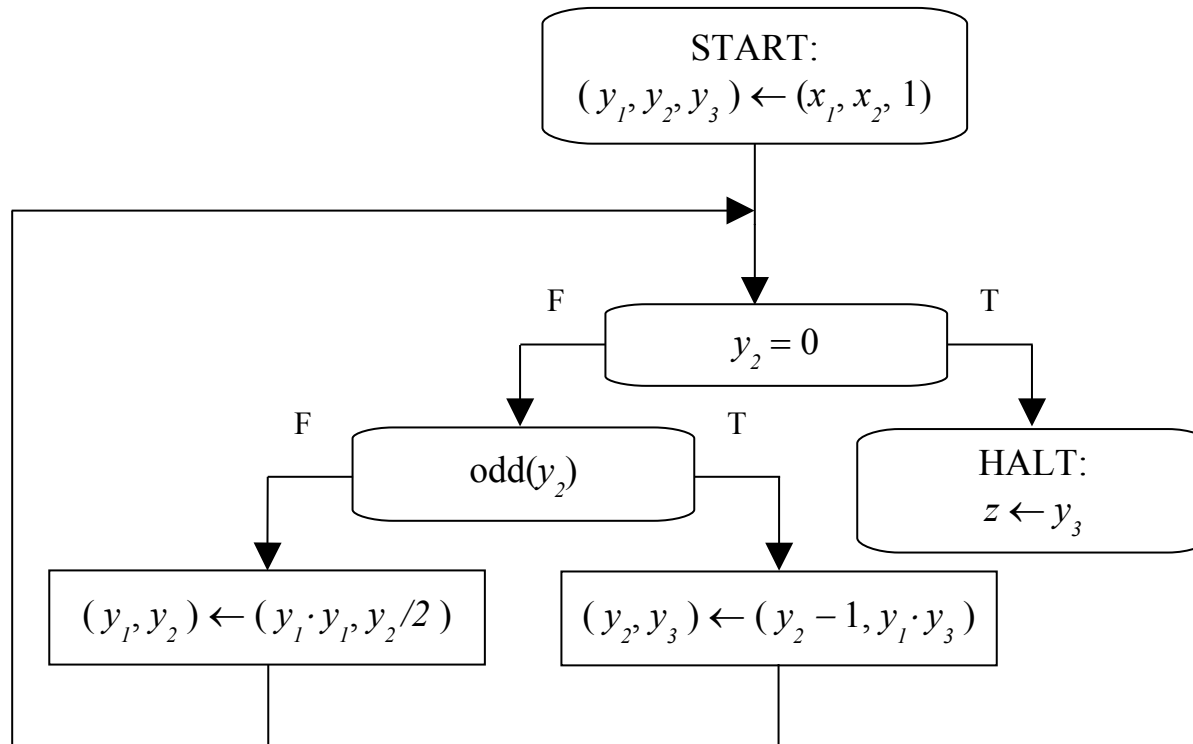 START:
( y₁, y₂, y₃ ) ← (x₁, x₂, 1)
F
T
y₂ = 0
F
T
odd(y₂)
HALT:
z ← y₃
( y₁, y₂ ) ← ( y₁· y₁, y₂ /2 )
( y₂, y₃ ) ← ( y₂ − 1, y₁· y₃ )